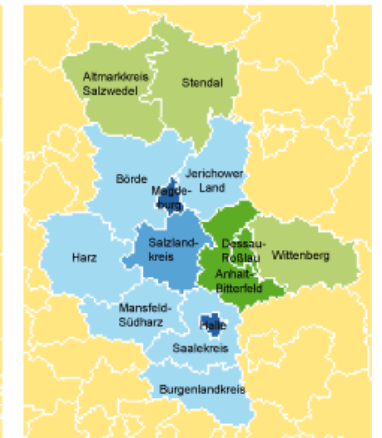 Altmarkkreis
Salzwedel
Stendal
Börde
Jerichower
Land
Magde-
burg
Harz
Salzland-
kreis
Dessau-
Roßlau
Anhalt-
Bitterfeld
Wittenberg
Mansfeld-
Südharz
Halle
Saalekreis
Burgenlandkreis